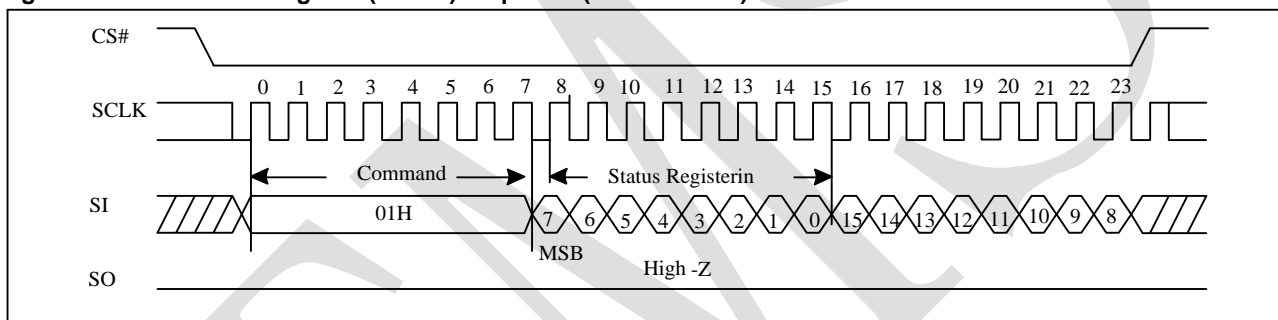 CS#
0 1 2 3 4 5 6 7 8 9 10 11 12 13 14 15 16 17 18 19 20 21 22 23
SCLK
Command Status Registerin
SI 01H 7 6 5 4 3 2 1 0 15 14 13 12 11 10 9 8
MSB
High -Z
SO